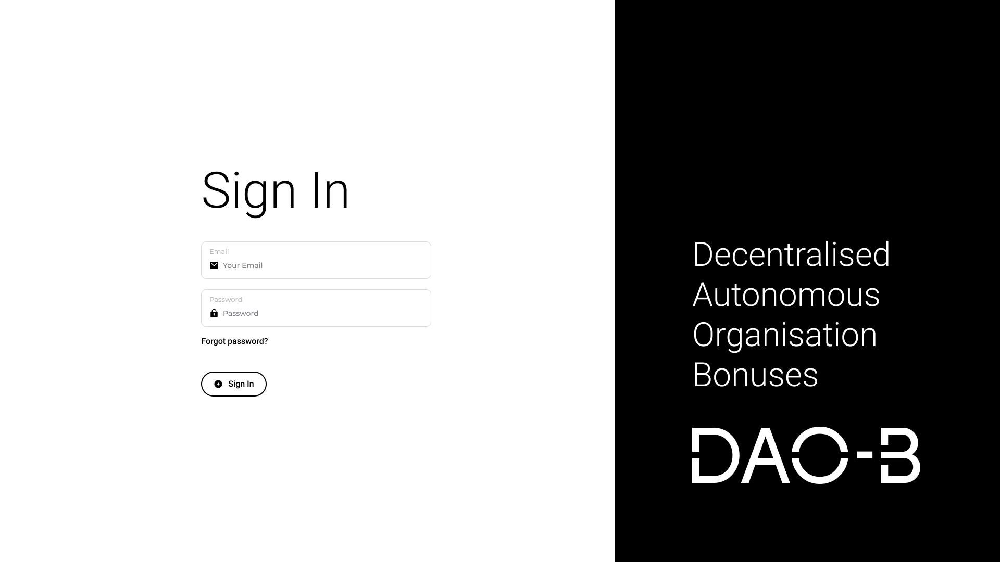 Sign In
Email
Your Email
Password
Password
Forgot password?
Sign In
Decentralised
Autonomous
Organisation
Bonuses
DAO-B